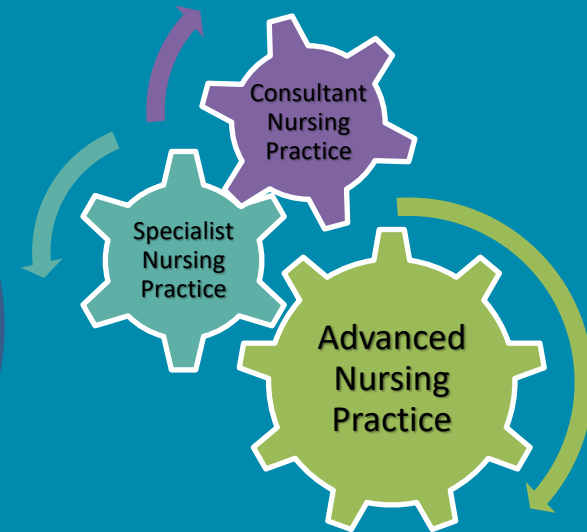 Consultant
Nursing
Practice
Specialist
Nursing
Practice
Advanced
Nursing
Practice